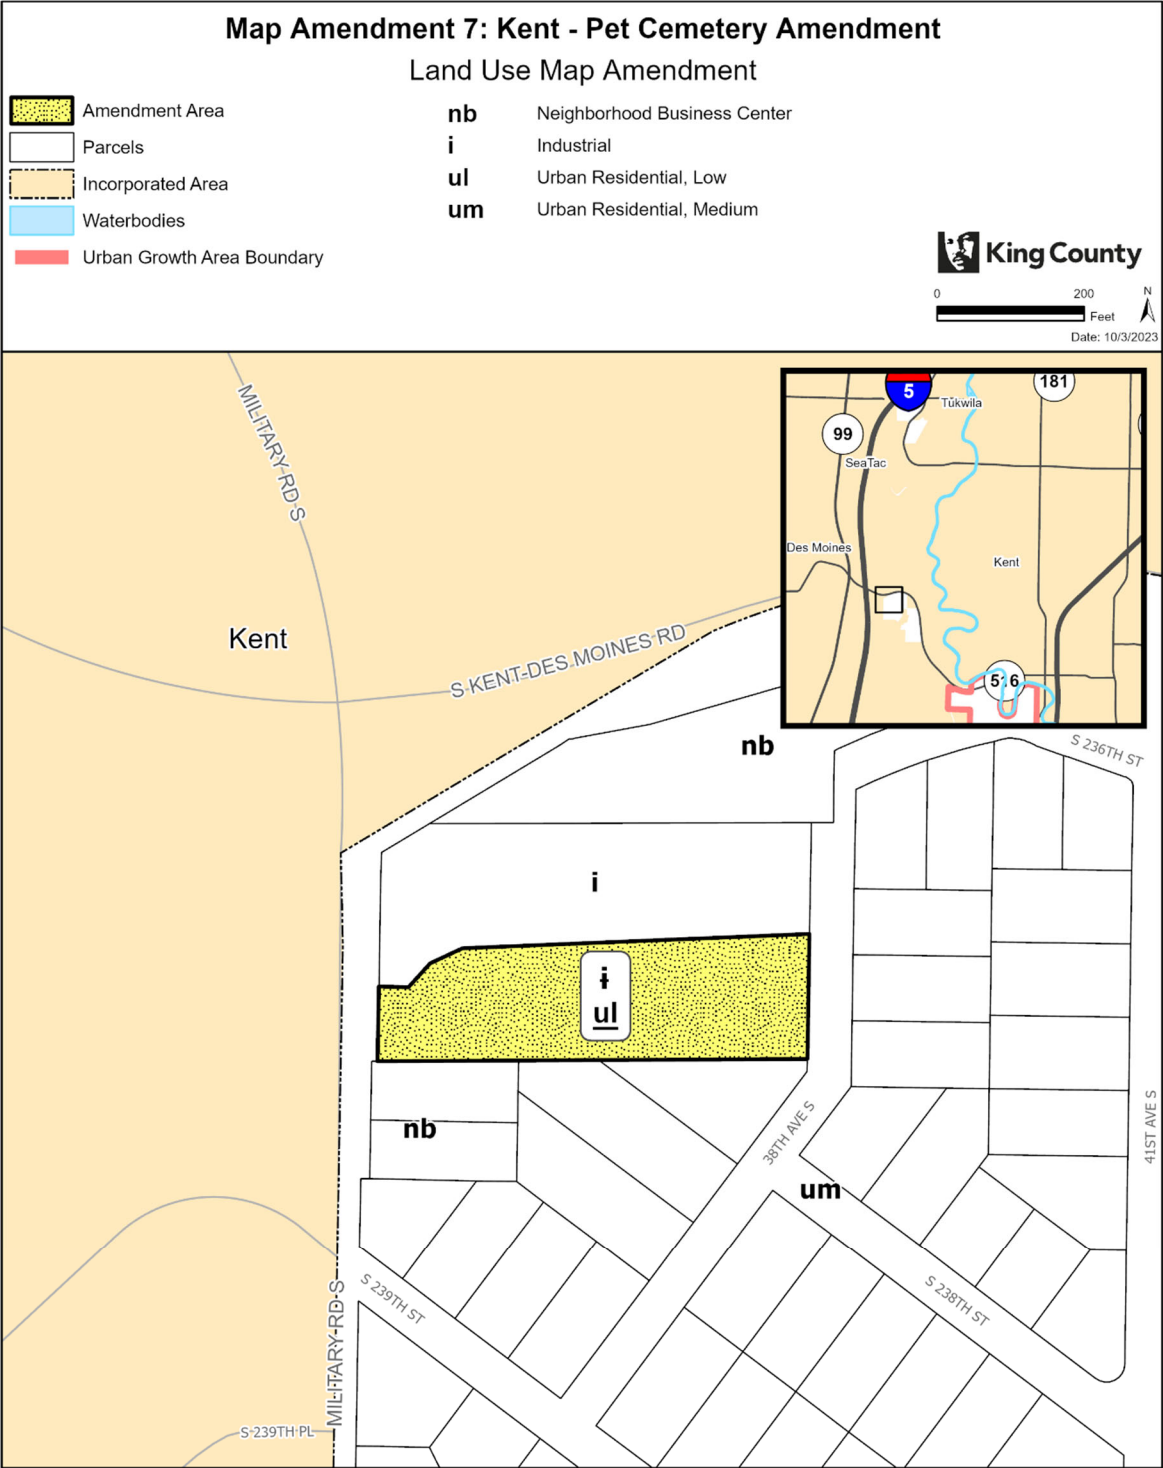 Map Amendment 7: Kent - Pet Cemetery Amendment
Land Use Map Amendment
Amendment Area
Parcels
Incorporated Area
Waterbodies
Urban Growth Area Boundary
nb Neighborhood Business Center
i Industrial
ul Urban Residential, Low
um Urban Residential, Medium
King County
0 200
Feet
N
Date: 10/3/2023
5
Tukwila
181
99
SeaTac
Des Moines
Kent
516
MILITARY RD S
Kent
S KENT-DES MOINES RD
nb
S 236TH ST
i
i
ul
nb
38TH AVE S
41ST AVE S
um
S 239TH ST
S 238TH ST
MILITARY RD S
S 239TH PL